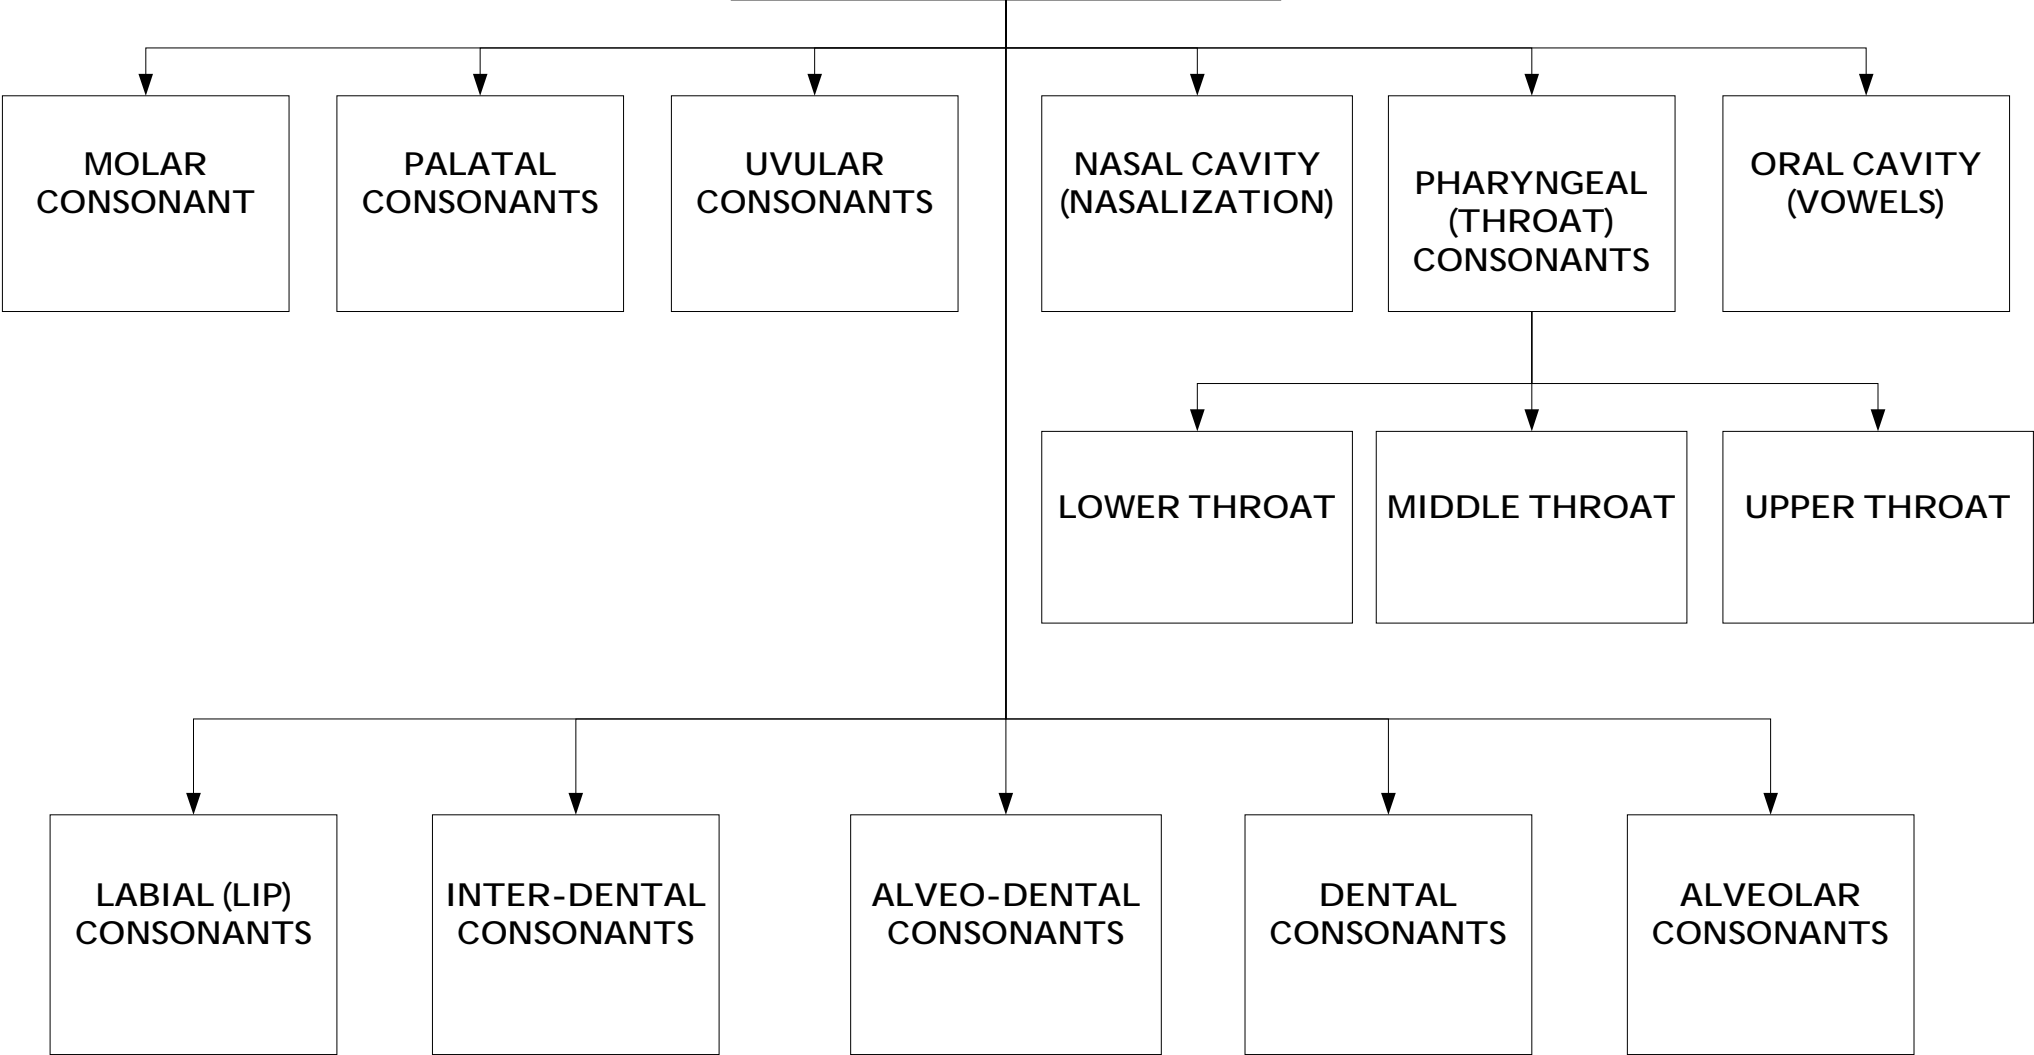 MOLAR
CONSONANT
PALATAL
CONSONANTS
UVULAR
CONSONANTS
NASAL CAVITY
(NASALIZATION)
PHARYNGEAL
(THROAT)
CONSONANTS
ORAL CAVITY
(VOWELS)
LOWER THROAT
MIDDLE THROAT
UPPER THROAT
LABIAL (LIP)
CONSONANTS
INTER-DENTAL
CONSONANTS
ALVEO-DENTAL
CONSONANTS
DENTAL
CONSONANTS
ALVEOLAR
CONSONANTS